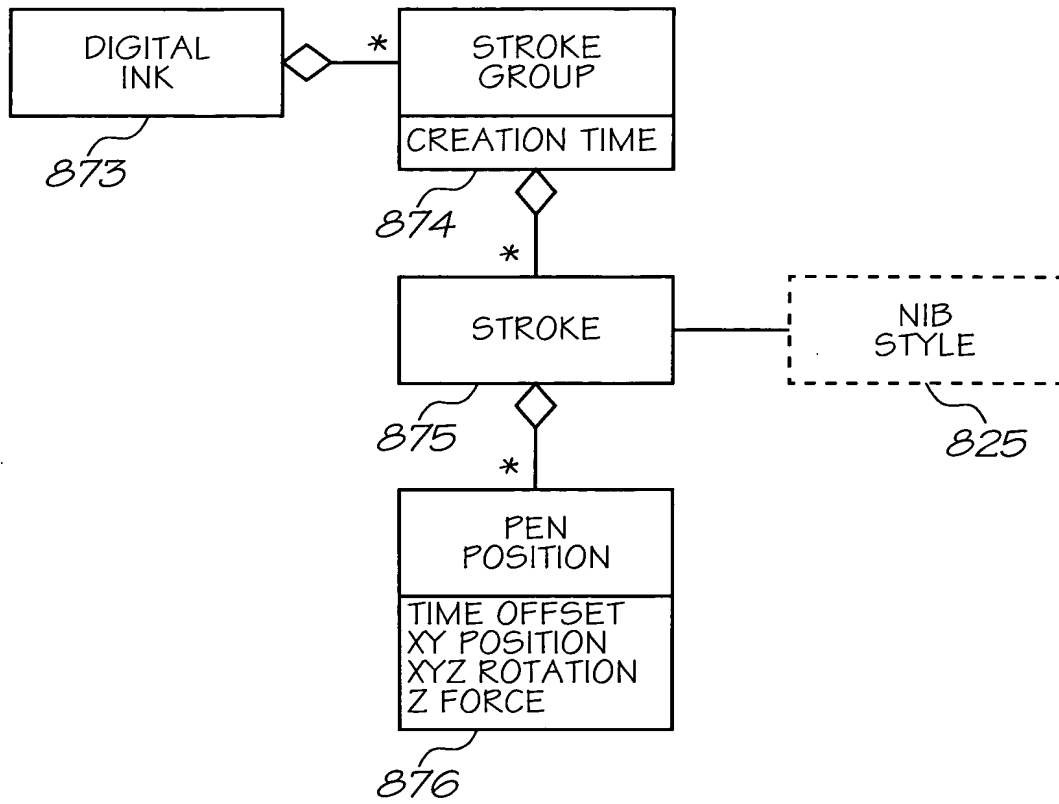 DIGITAL
INK
*
STROKE
GROUP
CREATION TIME
873
874
*
STROKE
NIB
STYLE
875
825
*
PEN
POSITION
TIME OFFSET
XY POSITION
XYZ ROTATION
Z FORCE
876